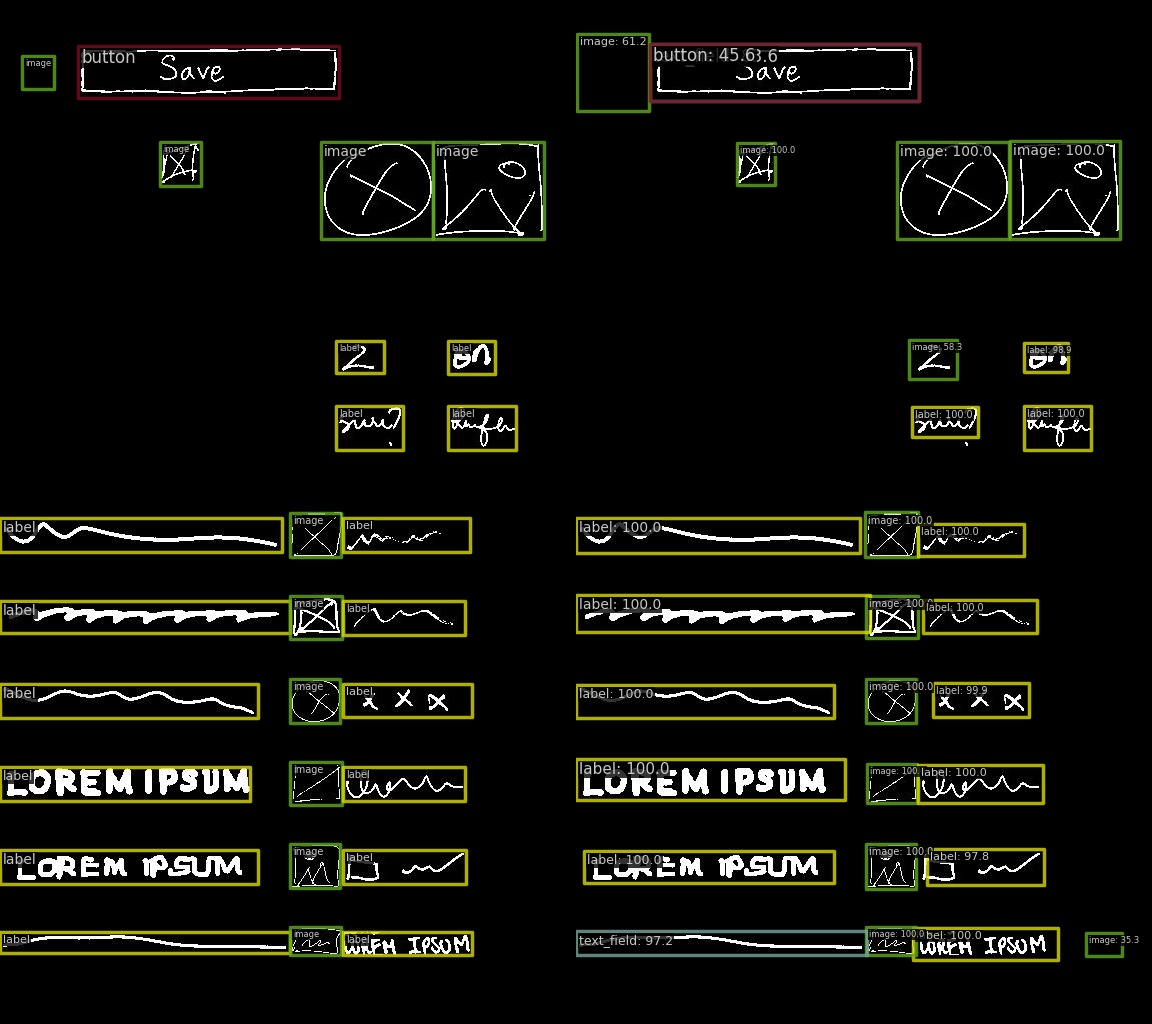 image button Save image: 61.2 button: 45.6 Save
image image image image: 100.0 image: 100.0 image: 100.0
label label image: 58.3 label: 98.9
2 on 2 on
label label label: 100.0 label: 100.0
label image label label: 100.0 image: 100.0 label: 100.0
label image label label: 100.0 image: 100.0 label: 100.0
label image label label: 100.0 image: 100.0 label: 99.9
x x x x x x
label image label label: 100.0 image: 100. label: 100.0
LOREM IPSUM LOREM IPSUM
label image label label: 100.0 image: 100.0 label: 97.8
LOREM IPSUM LOREM IPSUM
label image label text_field: 97.2 image: 100.0 bel: 100.0 image: 35.3
LOREM IPSUM LOREM IPSUM